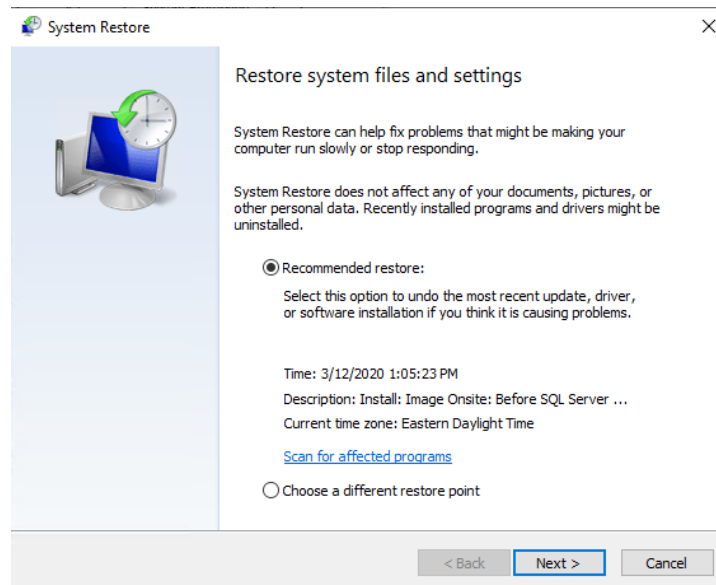 System Restore
Restore system files and settings
System Restore can help fix problems that might be making your
computer run slowly or stop responding.
System Restore does not affect any of your documents, pictures, or
other personal data. Recently installed programs and drivers might be
uninstalled.
Recommended restore:
Select this option to undo the most recent update, driver,
or software installation if you think it is causing problems.
Time: 3/12/2020 1:05:23 PM
Description: Install: Image Onsite: Before SQL Server ...
Current time zone: Eastern Daylight Time
Scan for affected programs
Choose a different restore point
< Back Next > Cancel